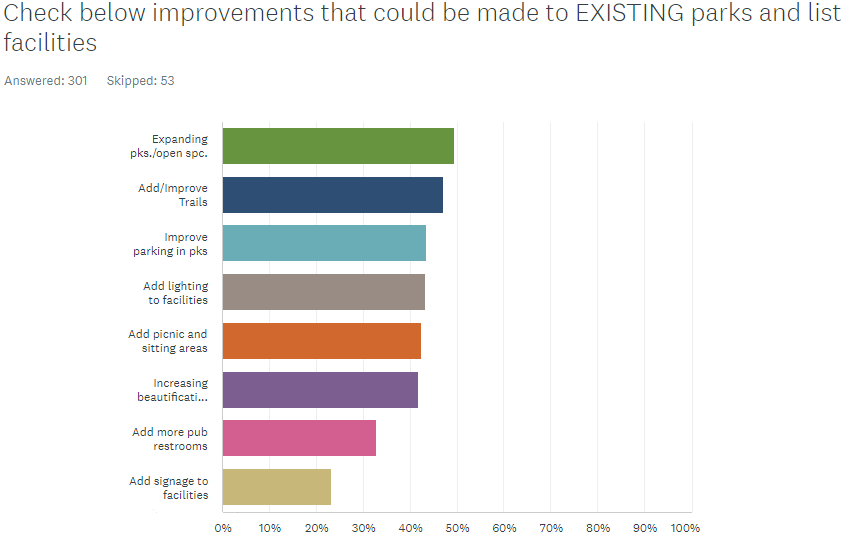 Check below improvements that could be made to EXISTING parks and list
facilities
Answered: 301 Skipped: 53
Expanding
pks./open spc.
Add/Improve
Trails
Improve
parking in pks
Add lighting
to facilities
Add picnic and
sitting areas
Increasing
beautificati...
Add more pub
restrooms
Add signage to
facilities
0% 10% 20% 30% 40% 50% 60% 70% 80% 90% 100%